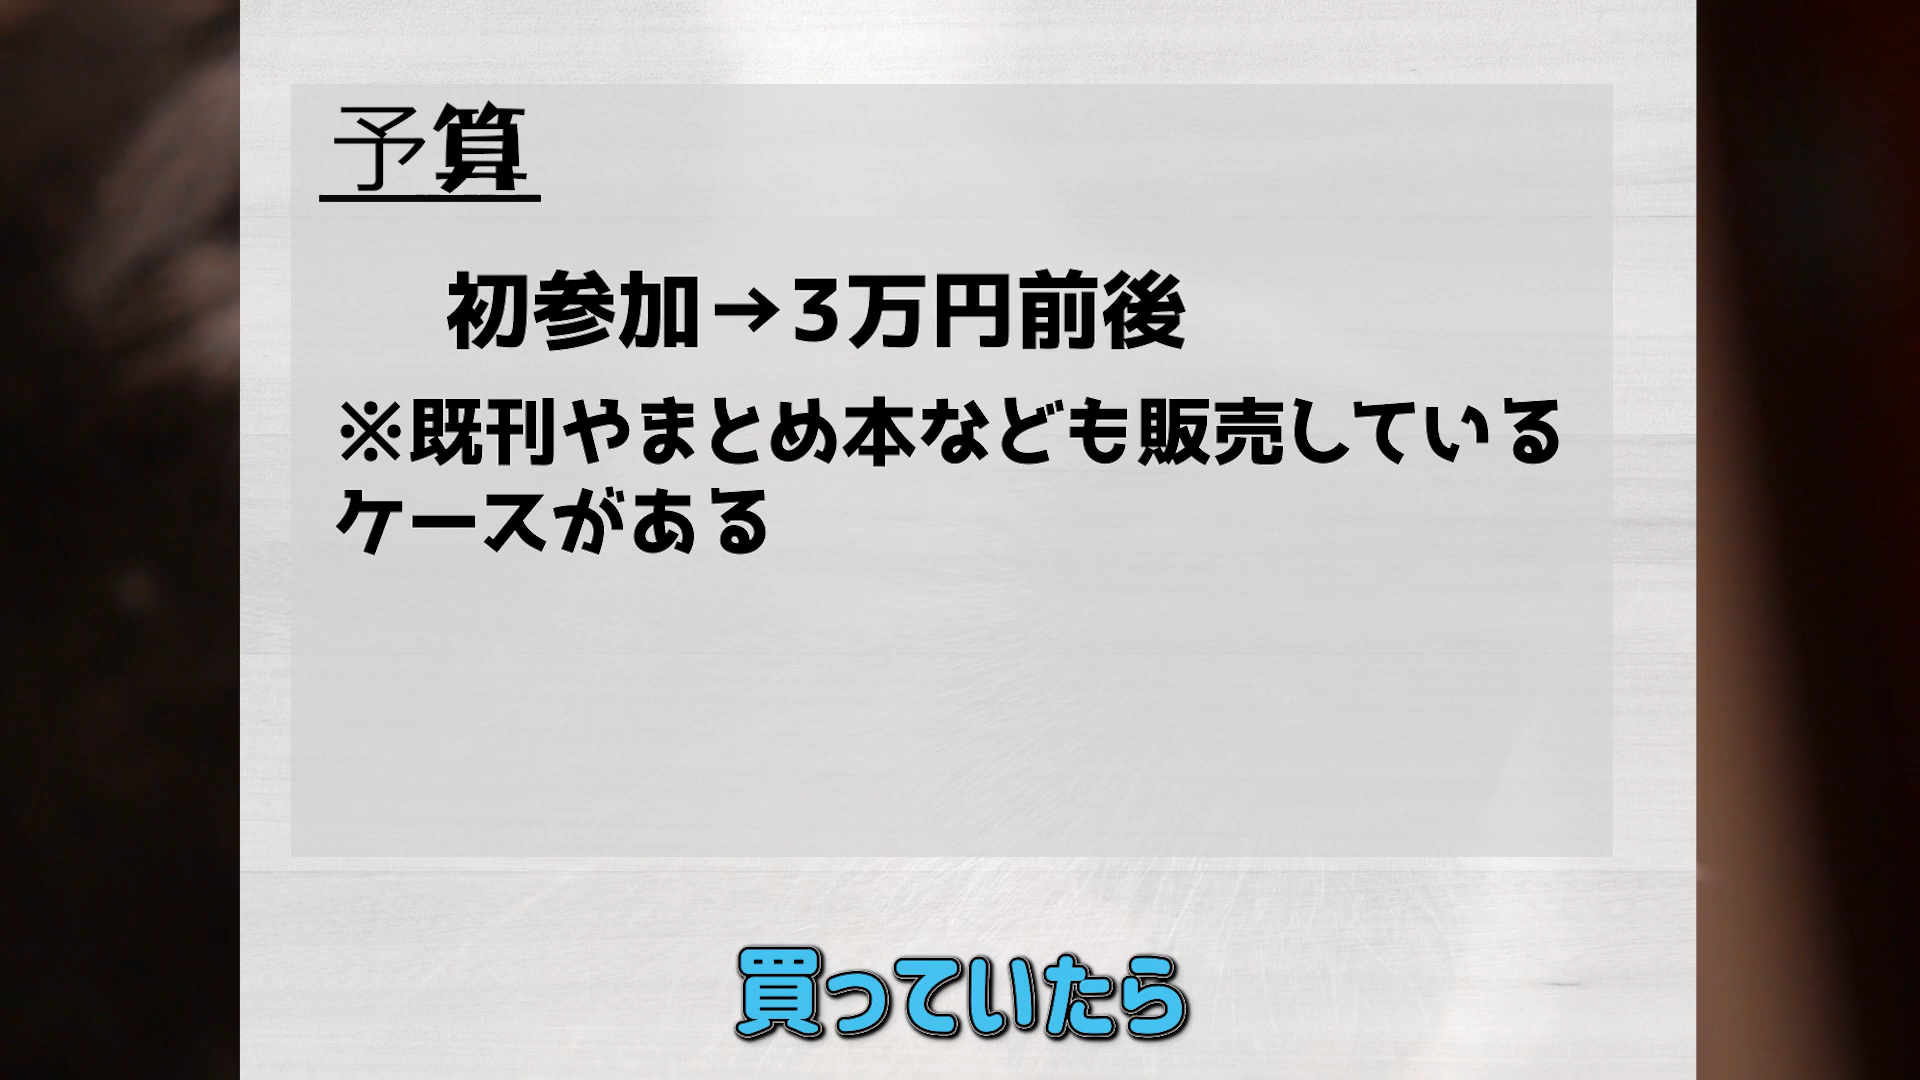 予算
初参加→3万円前後
※既刊やまとめ本なども販売している
ケースがある
買っていたら